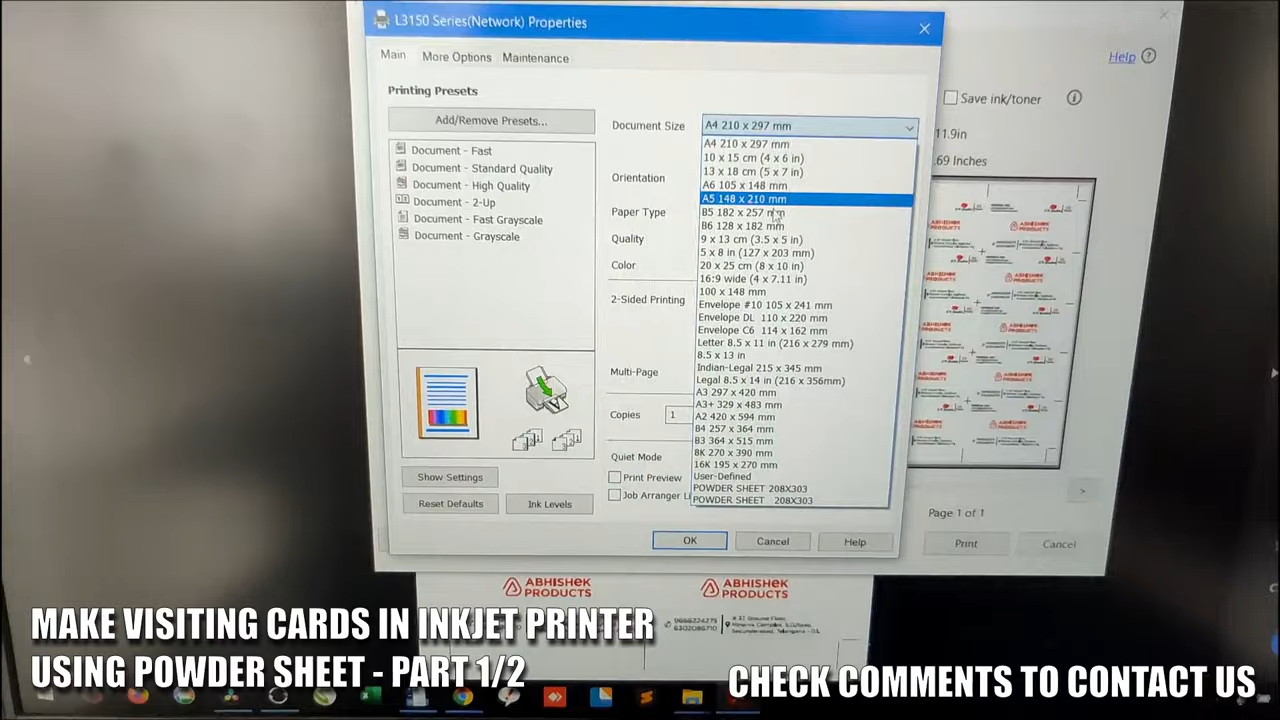 L3150 Series(Network) Properties
Main
More Options
Maintenance
Printing Presets
Add/Remove Presets...
Document - Fast
Document - Standard Quality
Document - High Quality
Document - 2-Up
Document - Fast Grayscale
Document - Grayscale
Show Settings
Reset Defaults
Ink Levels
Document Size
A4 210 x 297 mm
A4 210 x 297 mm
10 x 15 cm (4 x 6 in)
13 x 18 cm (5 x 7 in)
A6 105 x 148 mm
A5 148 x 210 mm
B5 182 x 257 mm
B6 128 x 182 mm
9 x 13 cm (3.5 x 5 in)
5 x 8 in (127 x 203 mm)
20 x 25 cm (8 x 10 in)
16:9 wide (4 x 7.11 in)
100 x 148 mm
Envelope #10 105 x 241 mm
Envelope DL 110 x 220 mm
Envelope C6 114 x 162 mm
Letter 8.5 x 11 in (216 x 279 mm)
8.5 x 13 in
Indian-Legal 215 x 345 mm
Legal 8.5 x 14 in (216 x 356mm)
A3 297 x 420 mm
A3+ 329 x 483 mm
A2 420 x 594 mm
B4 257 x 364 mm
B3 364 x 515 mm
8K 270 x 390 mm
16K 195 x 270 mm
User-Defined
POWDER SHEET 208X303
POWDER SHEET 208X303
Orientation
Paper Type
Quality
Color
2-Sided Printing
Multi-Page
Copies
1
Quiet Mode
Print Preview
Job Arranger Li
OK
Cancel
Help
Help
Save ink/toner
11.9in
.69 Inches
Page 1 of 1
Print
Cancel
ABHISHEK
PRODUCTS
ABHISHEK
PRODUCTS
MAKE VISITING CARDS IN INKJET PRINTER
USING POWDER SHEET - PART 1/2
CHECK COMMENTS TO CONTACT US